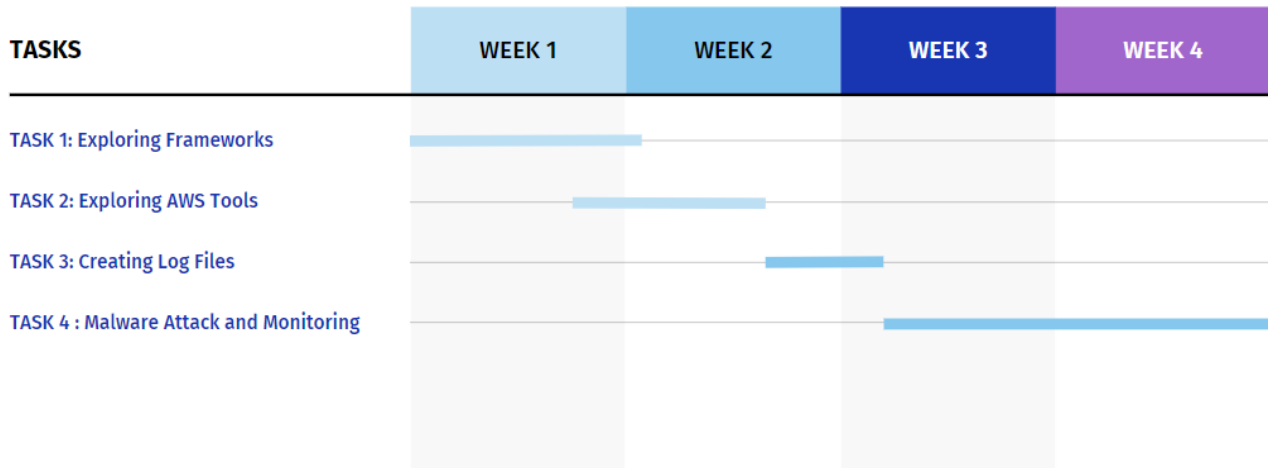 TASKS WEEK 1 WEEK 2 WEEK 3 WEEK 4
TASK 1: Exploring Frameworks
TASK 2: Exploring AWS Tools
TASK 3: Creating Log Files
TASK 4 : Malware Attack and Monitoring